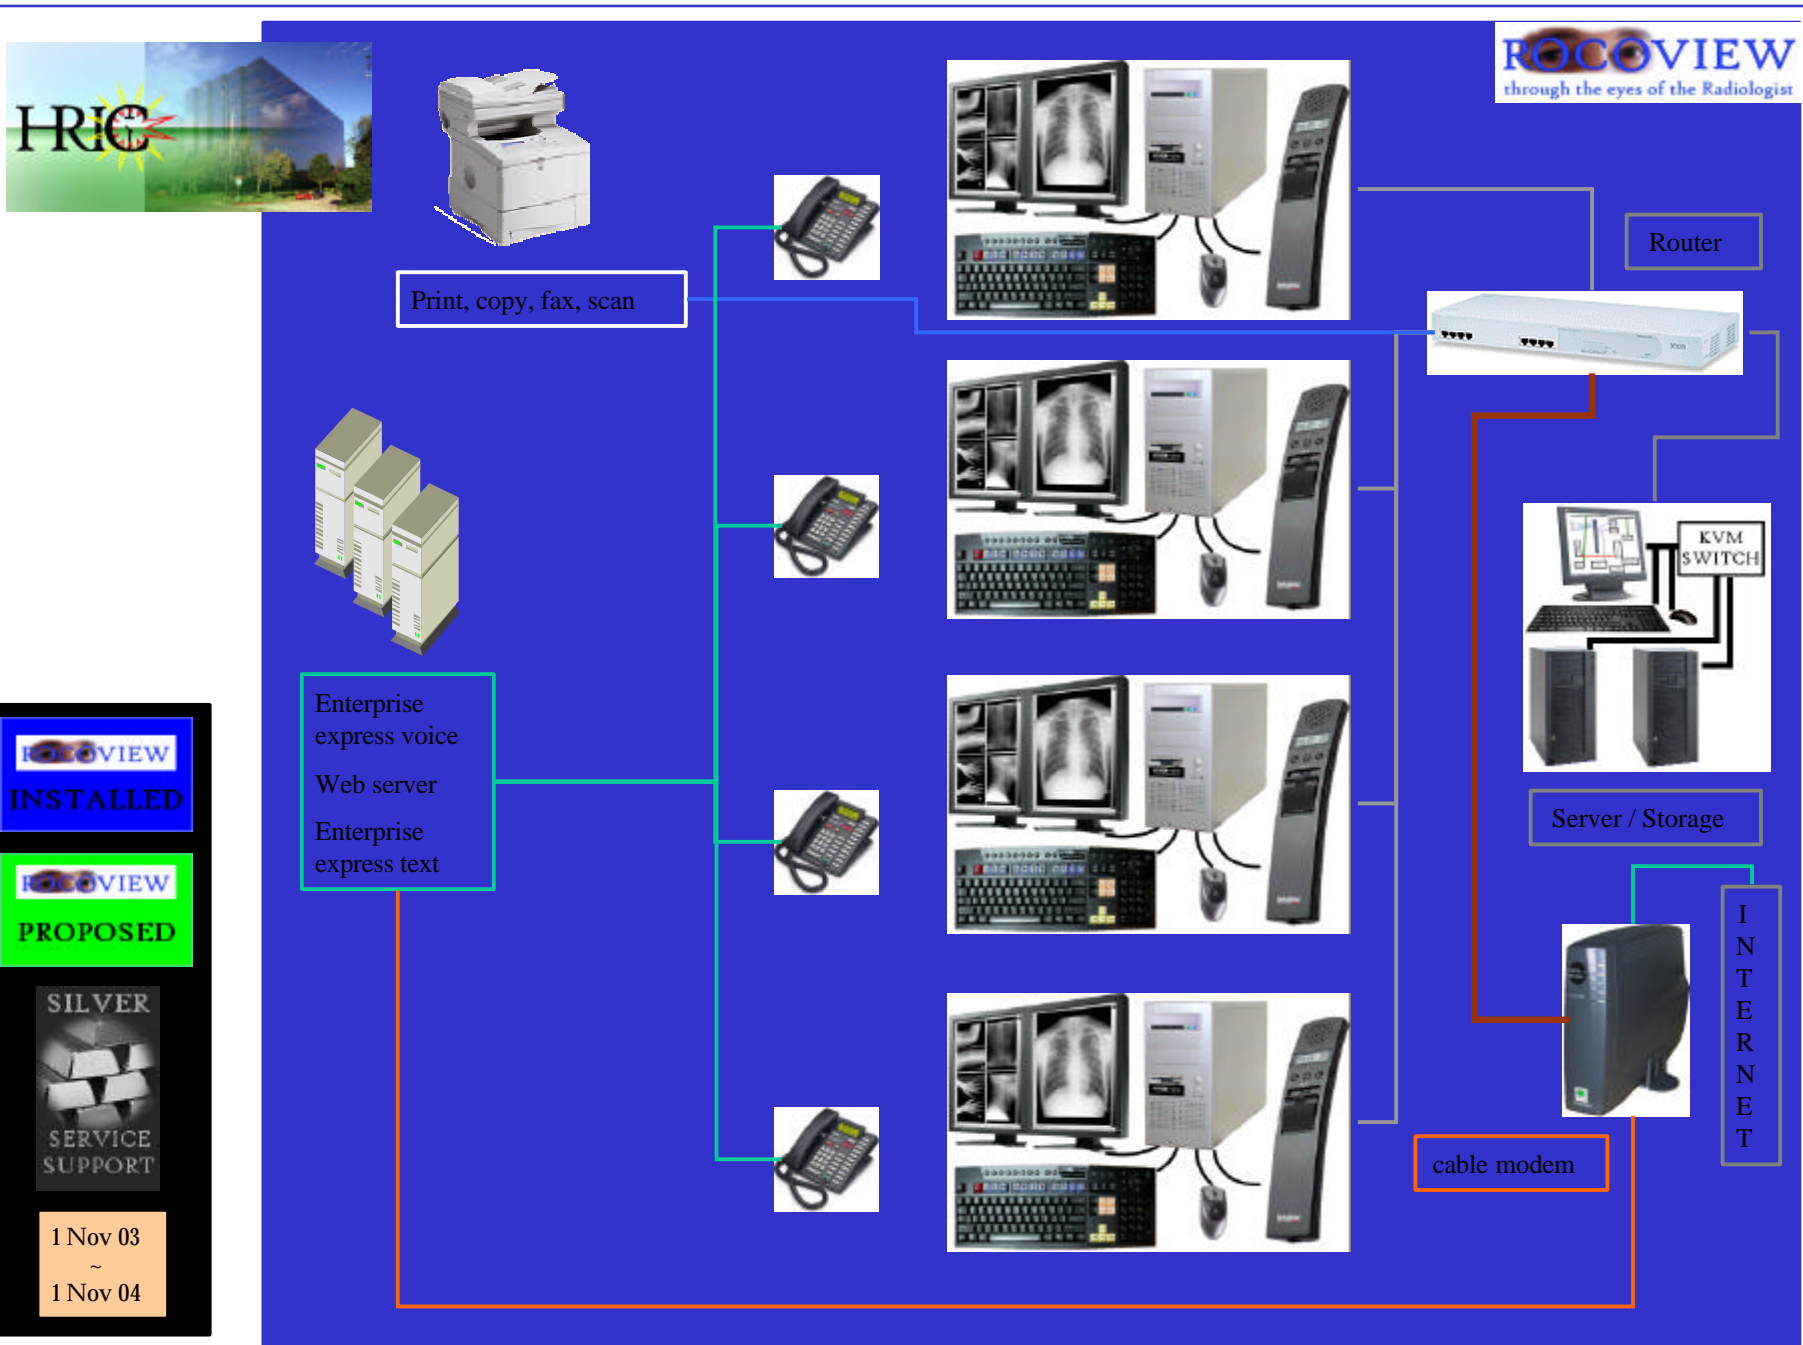 HRIC
ROCOVIEW
through the eyes of the Radiologist
Router
Print, copy, fax, scan
KVM
SWITCH
Enterprise
express voice
Web server
Enterprise
express text
Server / Storage
ROCOVIEW
INSTALLED
ROCOVIEW
PROPOSED
SILVER
SERVICE
SUPPORT
1 Nov 03
~
1 Nov 04
I
N
T
E
R
N
E
T
cable modem